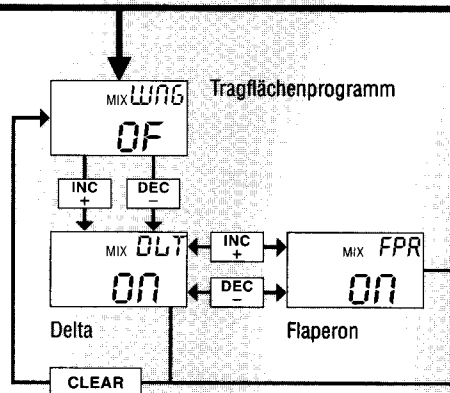 MIX WNG
Tragflächenprogramm
OF
INC
+
DEC
–
MIX DLT
ON
INC
+
DEC
–
MIX FPR
ON
Delta
Flaperon
CLEAR